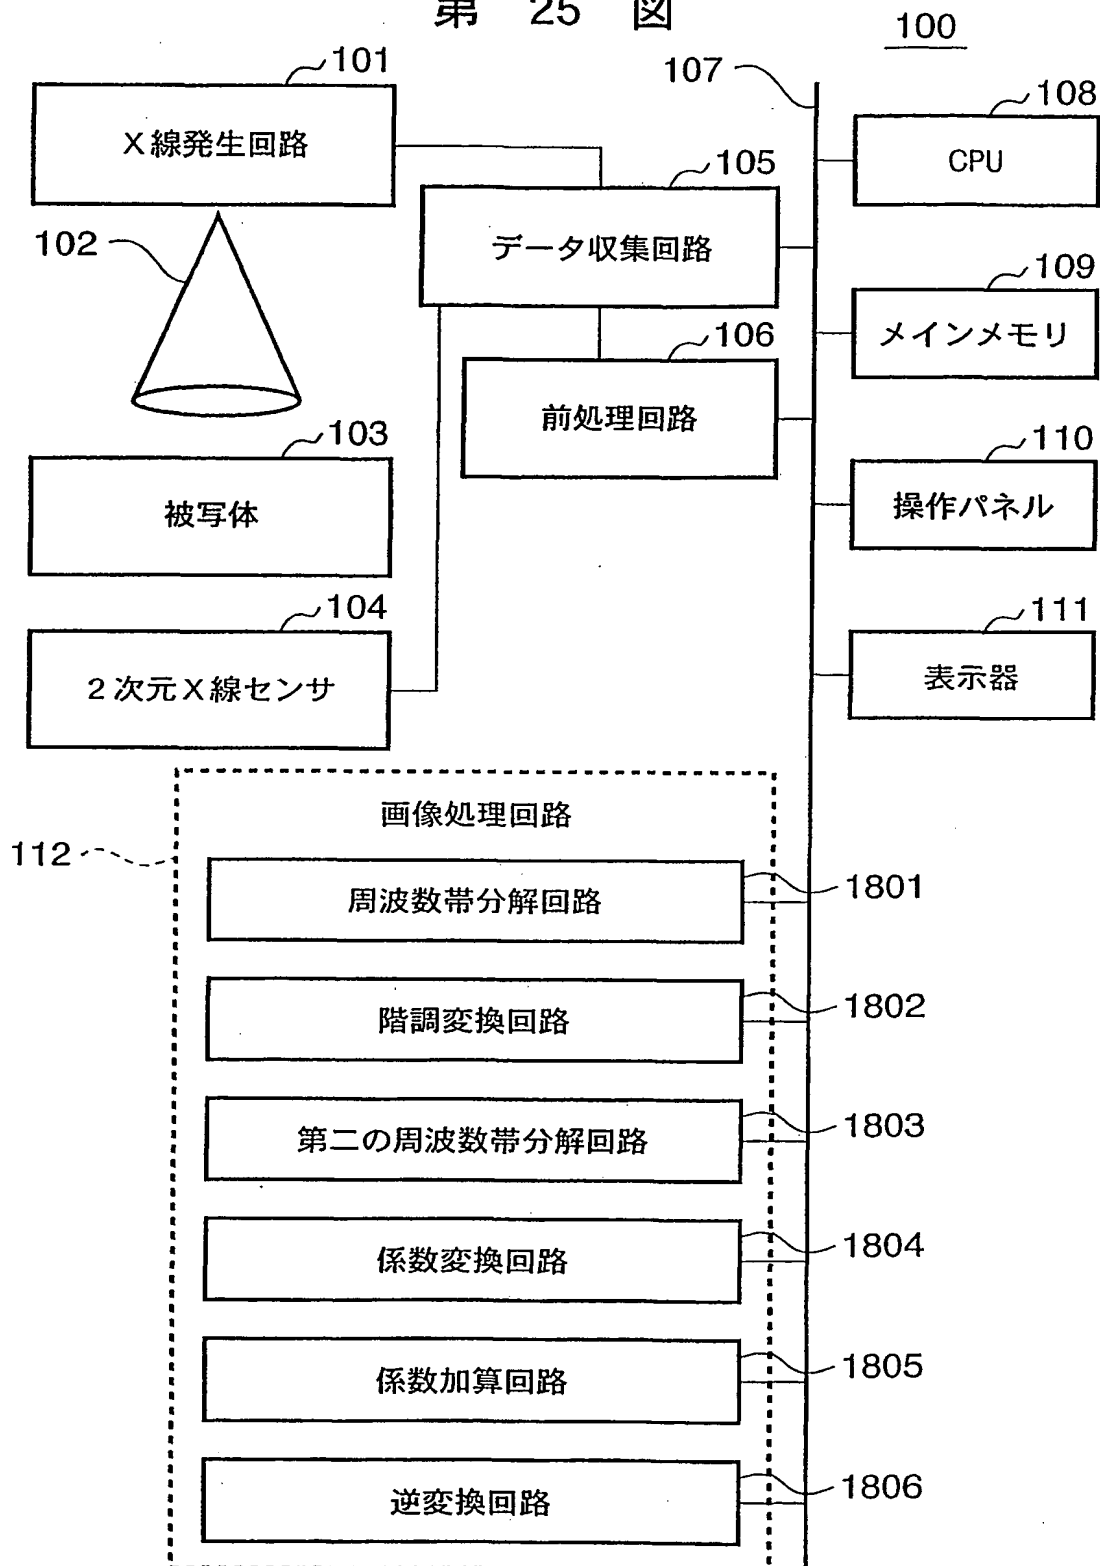 第 25 図
100
101
X線発生回路
102
103
被写体
104
2次元X線センサ
105
データ収集回路
106
前処理回路
107
108
CPU
109
メインメモリ
110
操作パネル
111
表示器
112
画像処理回路
周波数帯分解回路
1801
階調変換回路
1802
第二の周波数帯分解回路
1803
係数変換回路
1804
係数加算回路
1805
逆変換回路
1806